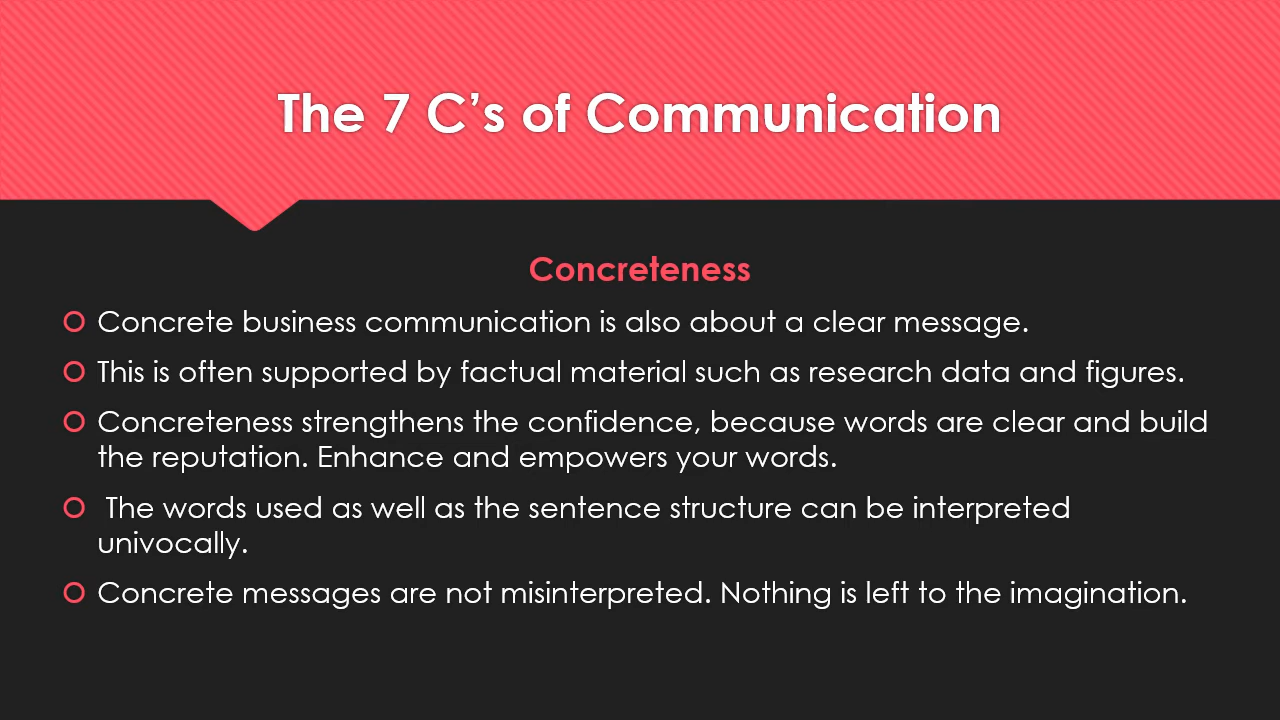 The 7 C’s of Communication
Concreteness
Concrete business communication is also about a clear message.
This is often supported by factual material such as research data and figures.
Concreteness strengthens the confidence, because words are clear and build
the reputation. Enhance and empowers your words.
The words used as well as the sentence structure can be interpreted
univocally.
Concrete messages are not misinterpreted. Nothing is left to the imagination.